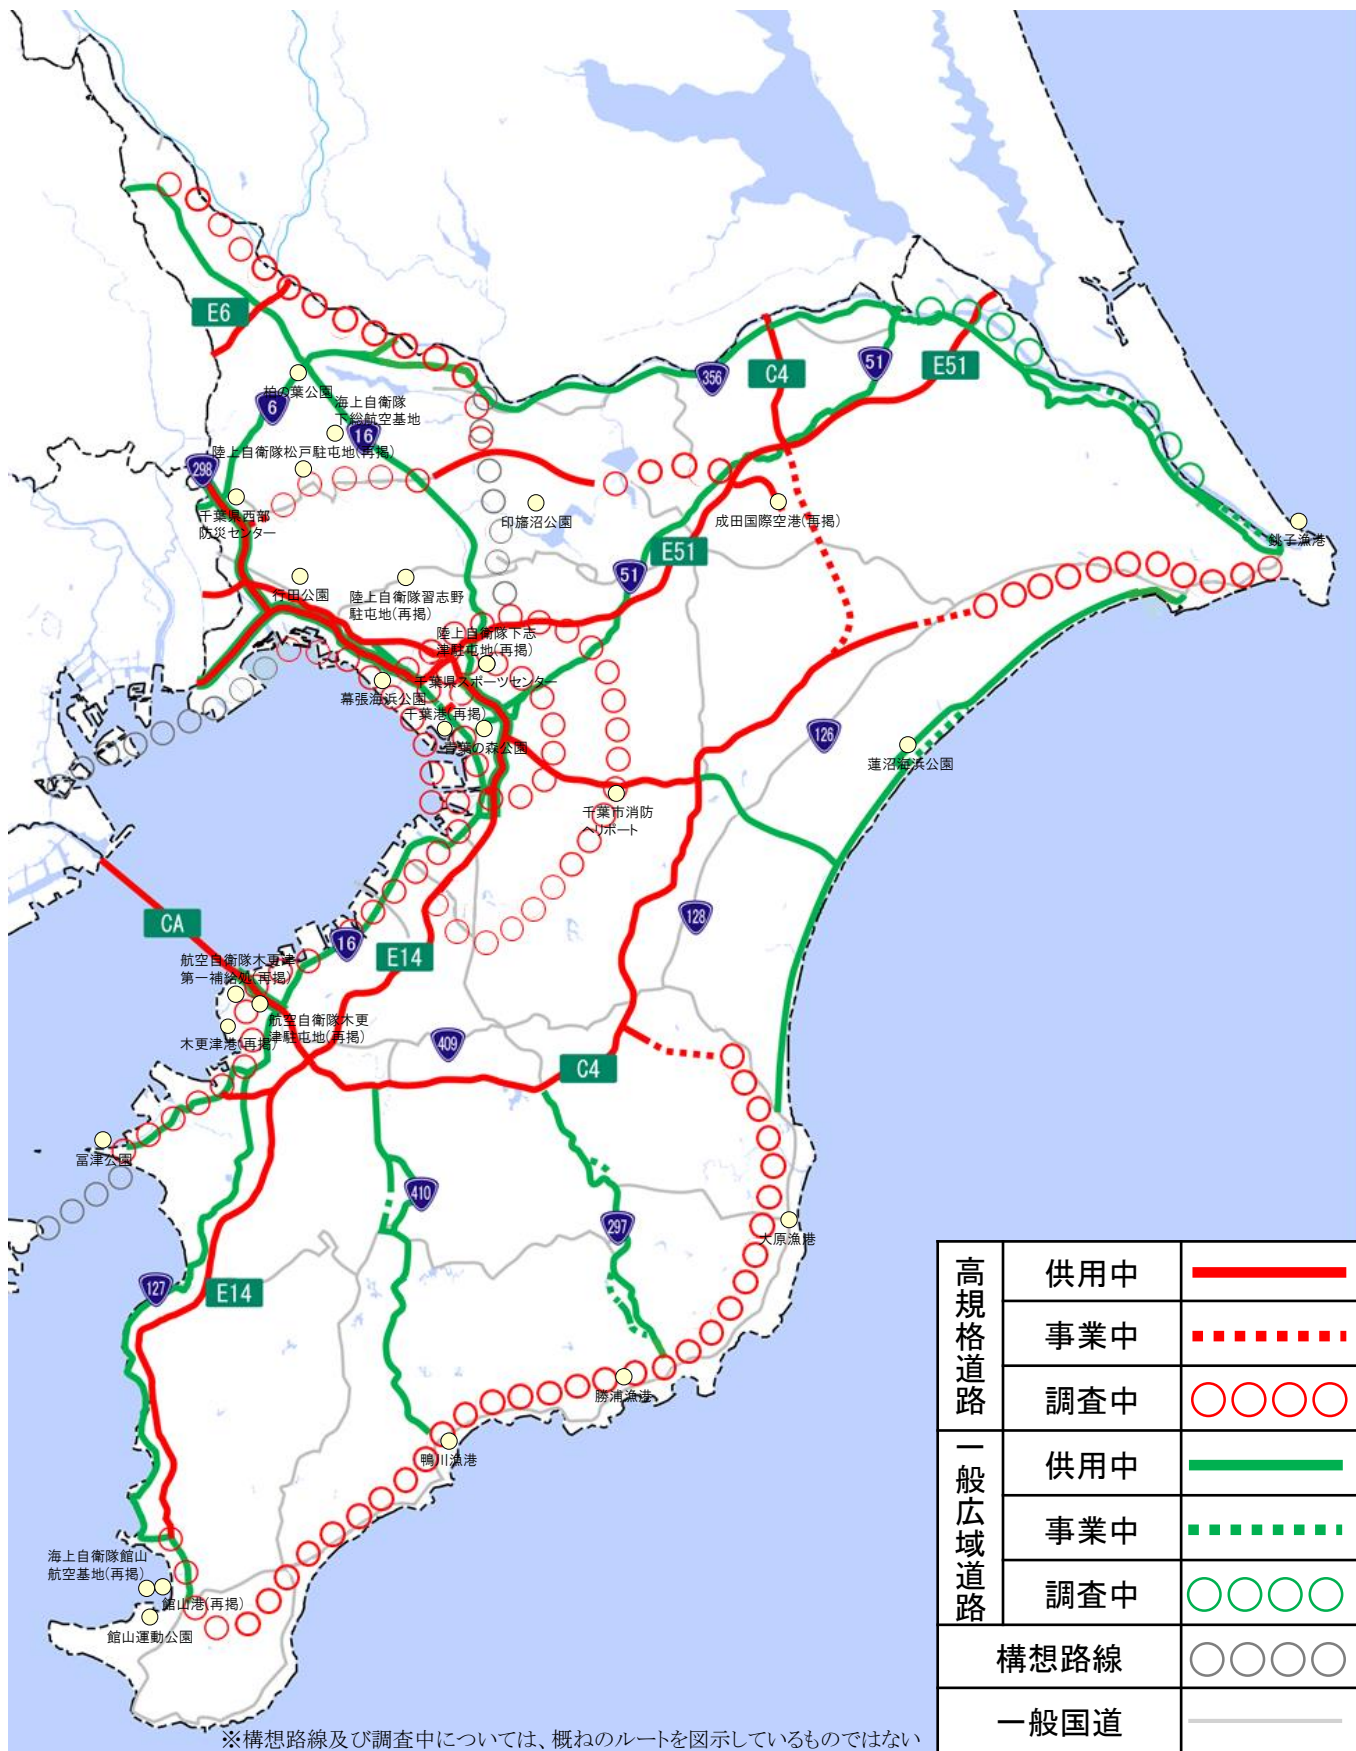 E6
356
51
C4
E51
柏の葉公園
6
海上自衛隊
下総航空基地
16
陸上自衛隊松戸駐屯地(再掲)
298
千葉県西部
防災センター
印旛沼公園
成田国際空港(再掲)
銚子漁港
E51
51
行田公園
陸上自衛隊習志野
駐屯地(再掲)
陸上自衛隊下志
津駐屯地(再掲)
千葉県スポーツセンター
幕張海浜公園
千葉港(再掲)
青葉の森公園
126
蓮沼海浜公園
千葉市消防
ヘリポート
CA
128
16
E14
航空自衛隊木更津
第一補給処(再掲)
航空自衛隊木更
津駐屯地(再掲)
木更津港(再掲)
409
C4
富津公園
410
297
大原漁港
127
E14
勝浦漁港
鴨川漁港
海上自衛隊館山
航空基地(再掲)
館山港(再掲)
館山運動公園
高規格道路
供用中
事業中
調査中
一般広域道路
供用中
事業中
調査中
構想路線
一般国道
※構想路線及び調査中については、概ねのルートを図示しているものではない